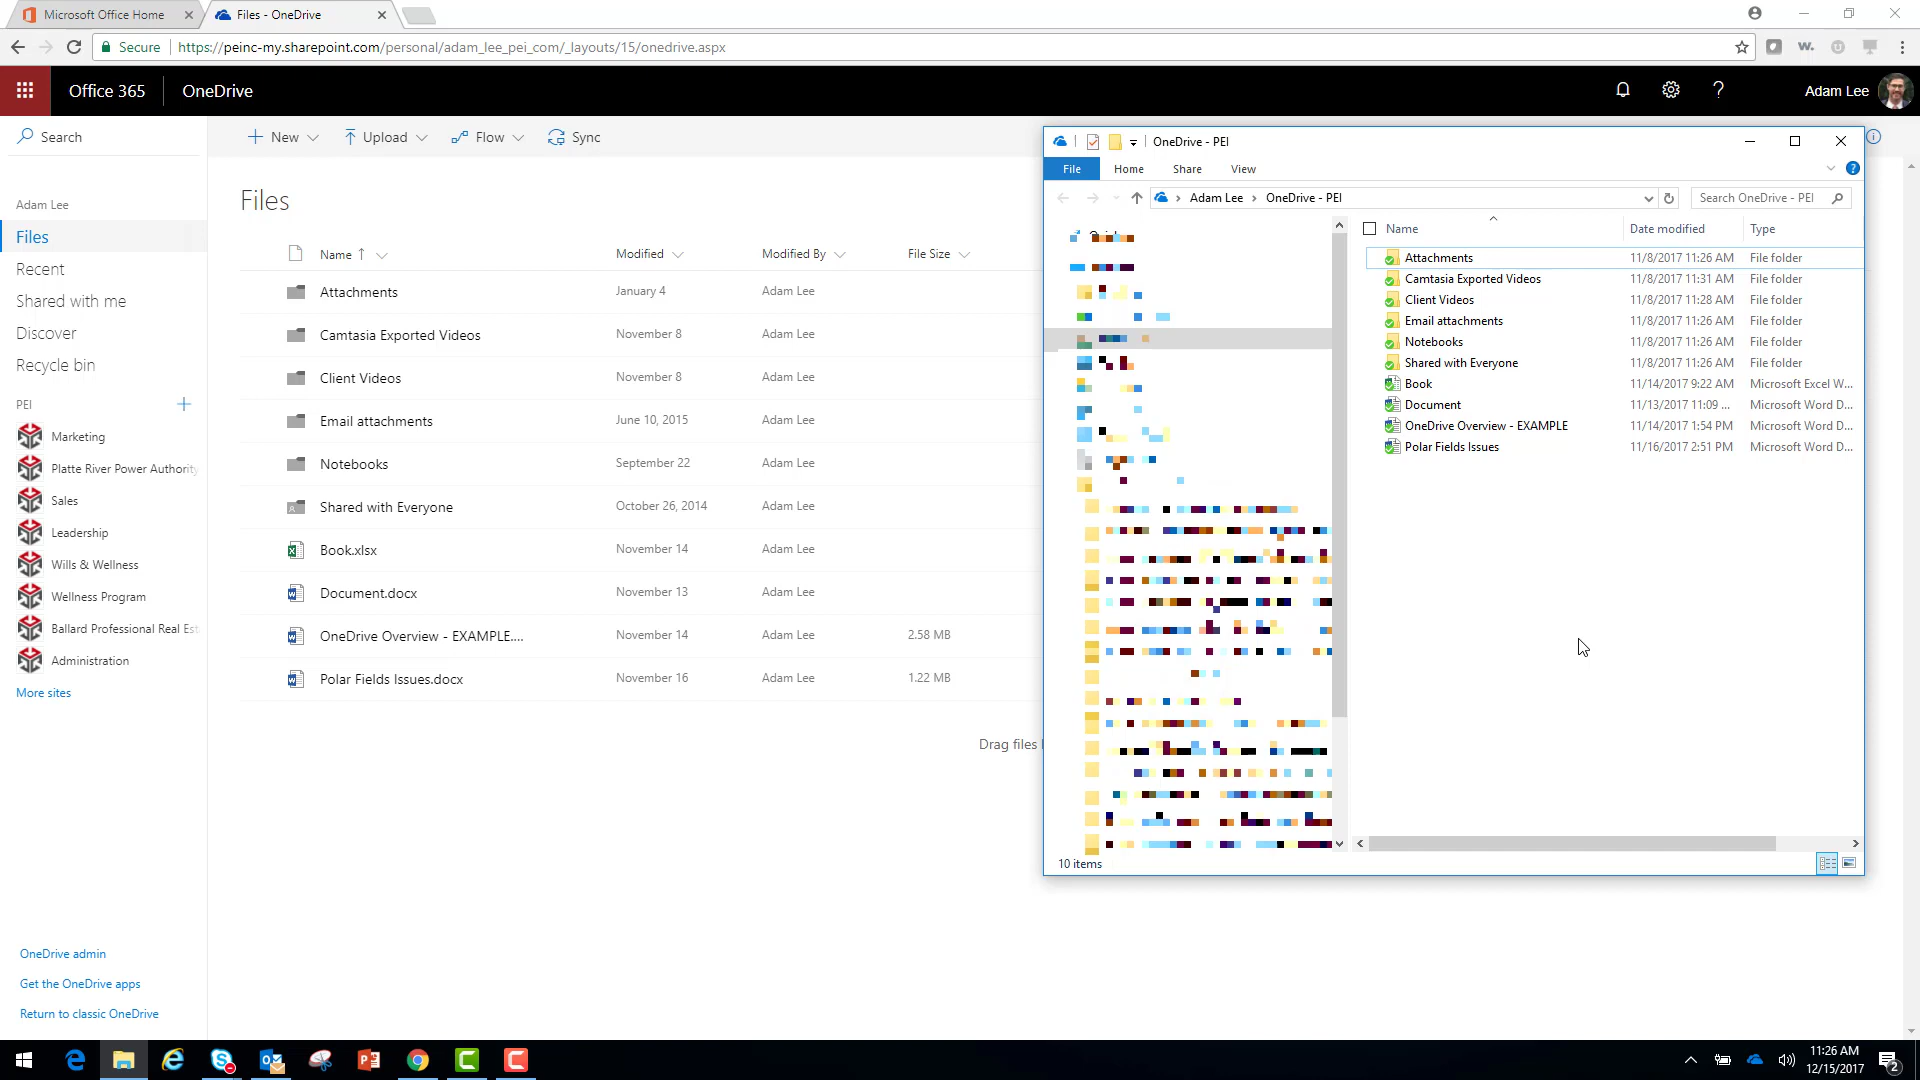 Microsoft Office Home
Files - OneDrive
Secure
https://peinc-my.sharepoint.com/personal/adam_lee_pei_com/_layouts/15/onedrive.aspx
w.
Office 365
OneDrive
?
Adam Lee
Search
New
Upload
Flow
Sync
Adam Lee
Files
Recent
Shared with me
Discover
Recycle bin
PEI
Marketing
Platte River Power Authority
Sales
Leadership
Wills & Wellness
Wellness Program
Ballard Professional Real Est
Administration
More sites
OneDrive admin
Get the OneDrive apps
Return to classic OneDrive
Files
Name Modified Modified By File Size
Attachments January 4 Adam Lee
Camtasia Exported Videos November 8 Adam Lee
Client Videos November 8 Adam Lee
Email attachments June 10, 2015 Adam Lee
Notebooks September 22 Adam Lee
Shared with Everyone October 26, 2014 Adam Lee
Book.xlsx November 14 Adam Lee
Document.docx November 13 Adam Lee
OneDrive Overview - EXAMPLE.... November 14 Adam Lee 2.58 MB
Polar Fields Issues.docx November 16 Adam Lee 1.22 MB
Drag files
OneDrive - PEI
File Home Share View
Adam Lee > OneDrive - PEI
Search OneDrive - PEI
Name Date modified Type
Attachments 11/8/2017 11:26 AM File folder
Camtasia Exported Videos 11/8/2017 11:31 AM File folder
Client Videos 11/8/2017 11:28 AM File folder
Email attachments 11/8/2017 11:26 AM File folder
Notebooks 11/8/2017 11:26 AM File folder
Shared with Everyone 11/8/2017 11:26 AM File folder
Book 11/14/2017 9:22 AM Microsoft Excel W...
Document 11/13/2017 11:09 ... Microsoft Word D...
OneDrive Overview - EXAMPLE 11/14/2017 1:54 PM Microsoft Word D...
Polar Fields Issues 11/16/2017 2:51 PM Microsoft Word D...
10 items
11:26 AM
12/15/2017
2